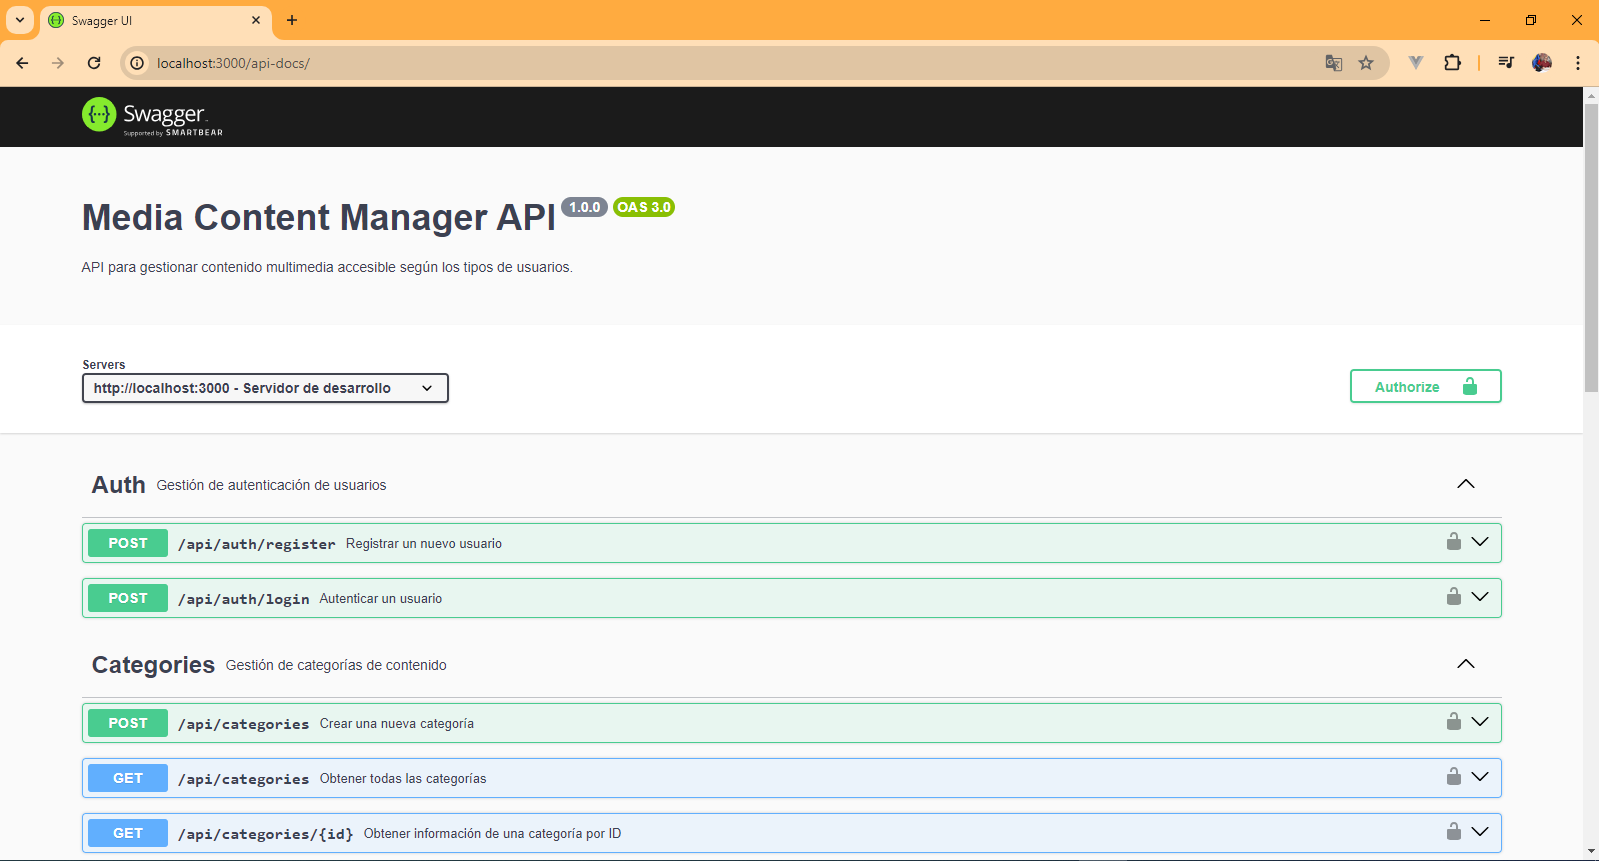 Swagger UI
localhost:3000/api-docs/
Swagger
Supported by SMARTBEAR
Media Content Manager API 1.0.0 OAS 3.0
API para gestionar contenido multimedia accesible según los tipos de usuarios.
Servers
http://localhost:3000 - Servidor de desarrollo
Authorize
Auth Gestión de autenticación de usuarios
POST /api/auth/register Registrar un nuevo usuario
POST /api/auth/login Autenticar un usuario
Categories Gestión de categorías de contenido
POST /api/categories Crear una nueva categoría
GET /api/categories Obtener todas las categorías
GET /api/categories/{id} Obtener información de una categoría por ID